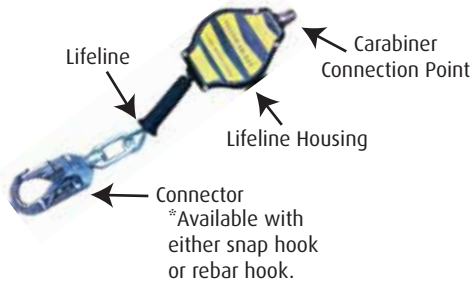 Lifeline
Carabiner
Connection Point
Lifeline Housing
Connector
*Available with
either snap hook
or rebar hook.